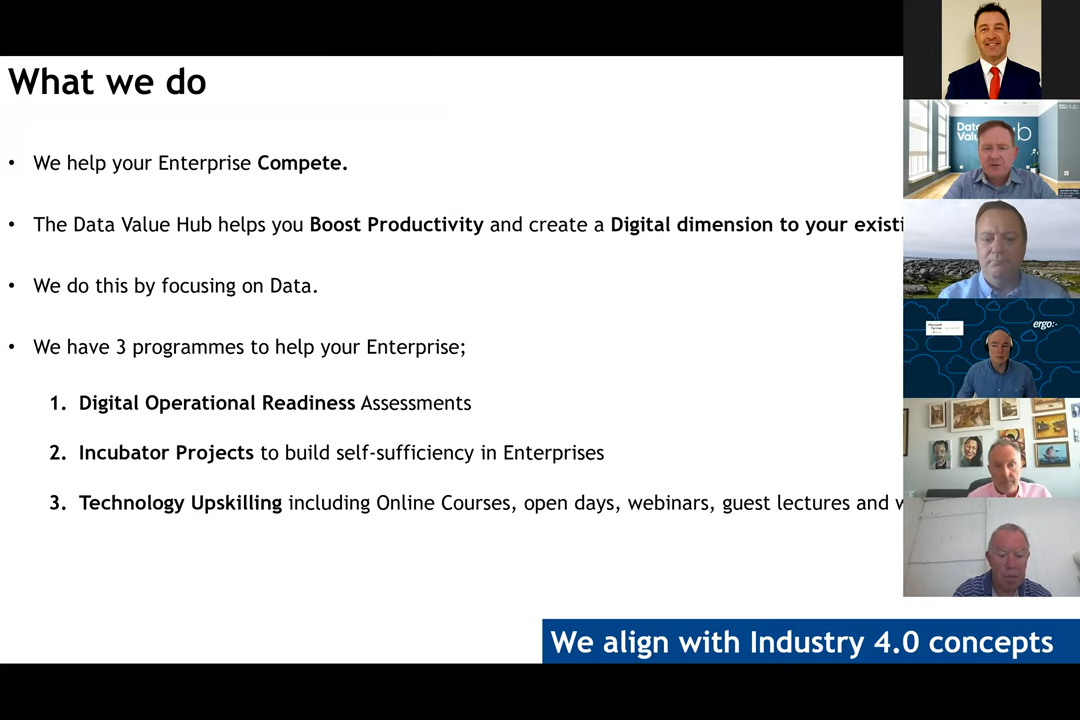 What we do
• We help your Enterprise Compete.
• The Data Value Hub helps you Boost Productivity and create a Digital dimension to your existi
• We do this by focusing on Data.
• We have 3 programmes to help your Enterprise;
1. Digital Operational Readiness Assessments
2. Incubator Projects to build self-sufficiency in Enterprises
3. Technology Upskilling including Online Courses, open days, webinars, guest lectures and w
We align with Industry 4.0 concepts
ergo:
Microsoft
Partner